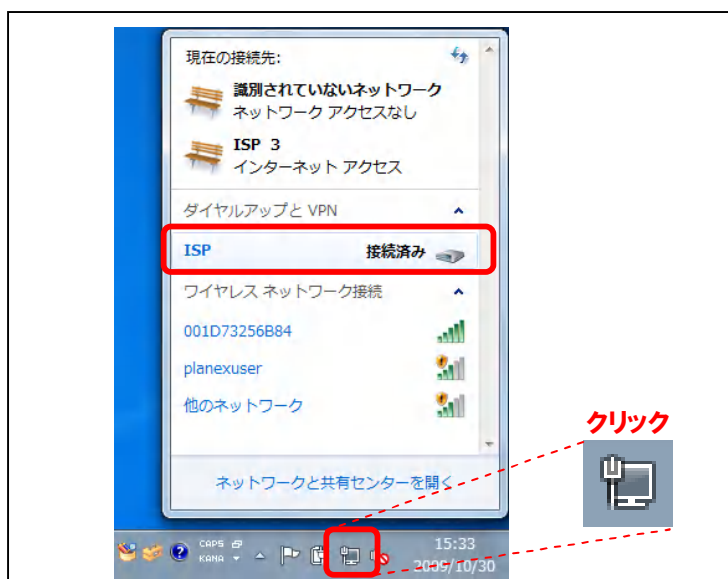 現在の接続先:
識別されていないネットワーク
ネットワーク アクセスなし
ISP 3
インターネット アクセス
ダイヤルアップと VPN
ISP 接続済み
ワイヤレス ネットワーク接続
001D73256B84
planexuser
他のネットワーク
ネットワークと共有センターを開く
クリック
CAPS
KANA
15:33
2009/10/30